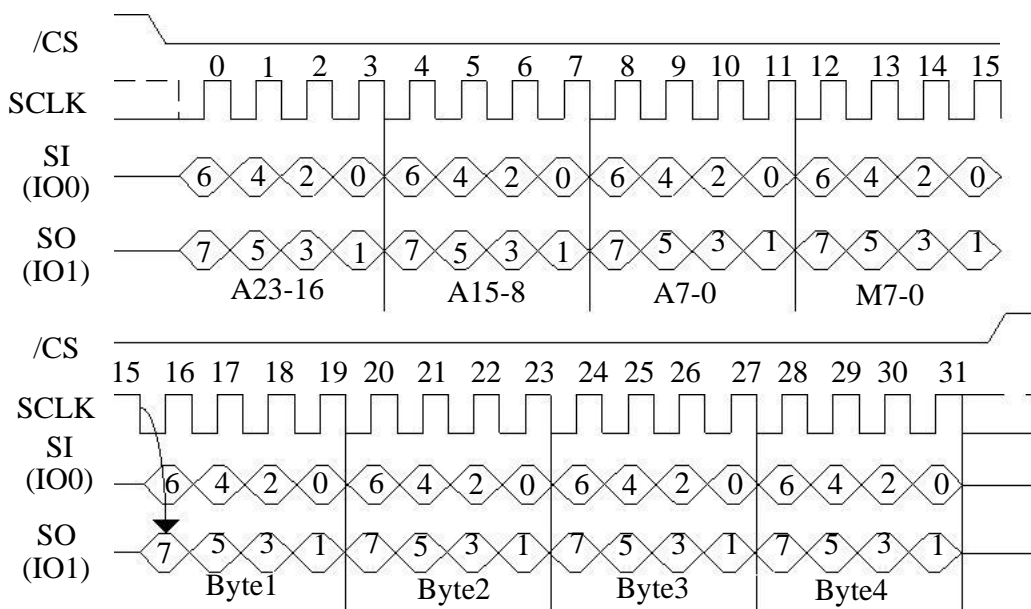 /CS
0 1 2 3 4 5 6 7 8 9 10 11 12 13 14 15
SCLK
SI
(IO0)
6 4 2 0 6 4 2 0 6 4 2 0 6 4 2 0
SO
(IO1)
7 5 3 1 7 5 3 1 7 5 3 1 7 5 3 1
A23-16 A15-8 A7-0 M7-0
/CS
15 16 17 18 19 20 21 22 23 24 25 26 27 28 29 30 31
SCLK
SI
(IO0)
6 4 2 0 6 4 2 0 6 4 2 0 6 4 2 0
SO
(IO1)
7 5 3 1 7 5 3 1 7 5 3 1 7 5 3 1
Byte1 Byte2 Byte3 Byte4